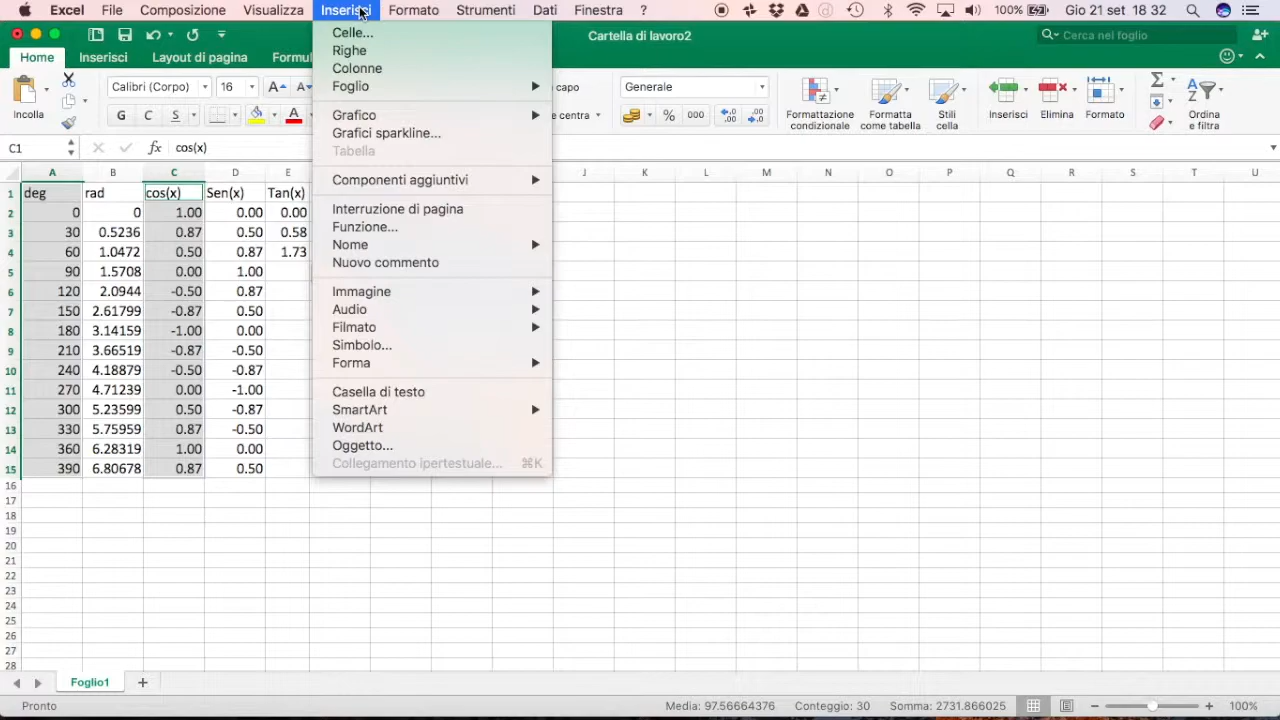 Excel File Composizione Visualizza Inserisci Formato Strumenti Dati Finestra ? 100% Gio 21 set 18 32
Cartella di lavoro2
Cerca nel foglio
Home Inserisci Layout di pagina
Incolla
Calibri (Corpo) 16 A A
G C S A
capo
centra
Generale
% 000
Formattazione condizionale
Formatta come tabella
Stili cella
Inserisci
Elimina
Formato
Ordina e filtra
C1 fx cos(x)
Celle...
Righe
Colonne
Foglio
Grafico
Grafici sparkline...
Tabella
Componenti aggiuntivi
Interruzione di pagina
Funzione...
Nome
Nuovo commento
Immagine
Audio
Filmato
Simbolo...
Forma
Casella di testo
SmartArt
WordArt
Oggetto...
Collegamento ipertestuale... ⌘K
A B C D E J K L M N O P Q R S T U
1 deg rad cos(x) Sen(x) Tan(x)
2 0 0 1.00 0.00 0.00
3 30 0.5236 0.87 0.50 0.58
4 60 1.0472 0.50 0.87 1.73
5 90 1.5708 0.00 1.00
6 120 2.0944 -0.50 0.87
7 150 2.61799 -0.87 0.50
8 180 3.14159 -1.00 0.00
9 210 3.66519 -0.87 -0.50
10 240 4.18879 -0.50 -0.87
11 270 4.71239 0.00 -1.00
12 300 5.23599 0.50 -0.87
13 330 5.75959 0.87 -0.50
14 360 6.28319 1.00 0.00
15 390 6.80678 0.87 0.50
16
17
18
19
20
21
22
23
24
25
26
27
28
Foglio1
Pronto Media: 97.56664376 Conteggio: 30 Somma: 2731.866025 100%